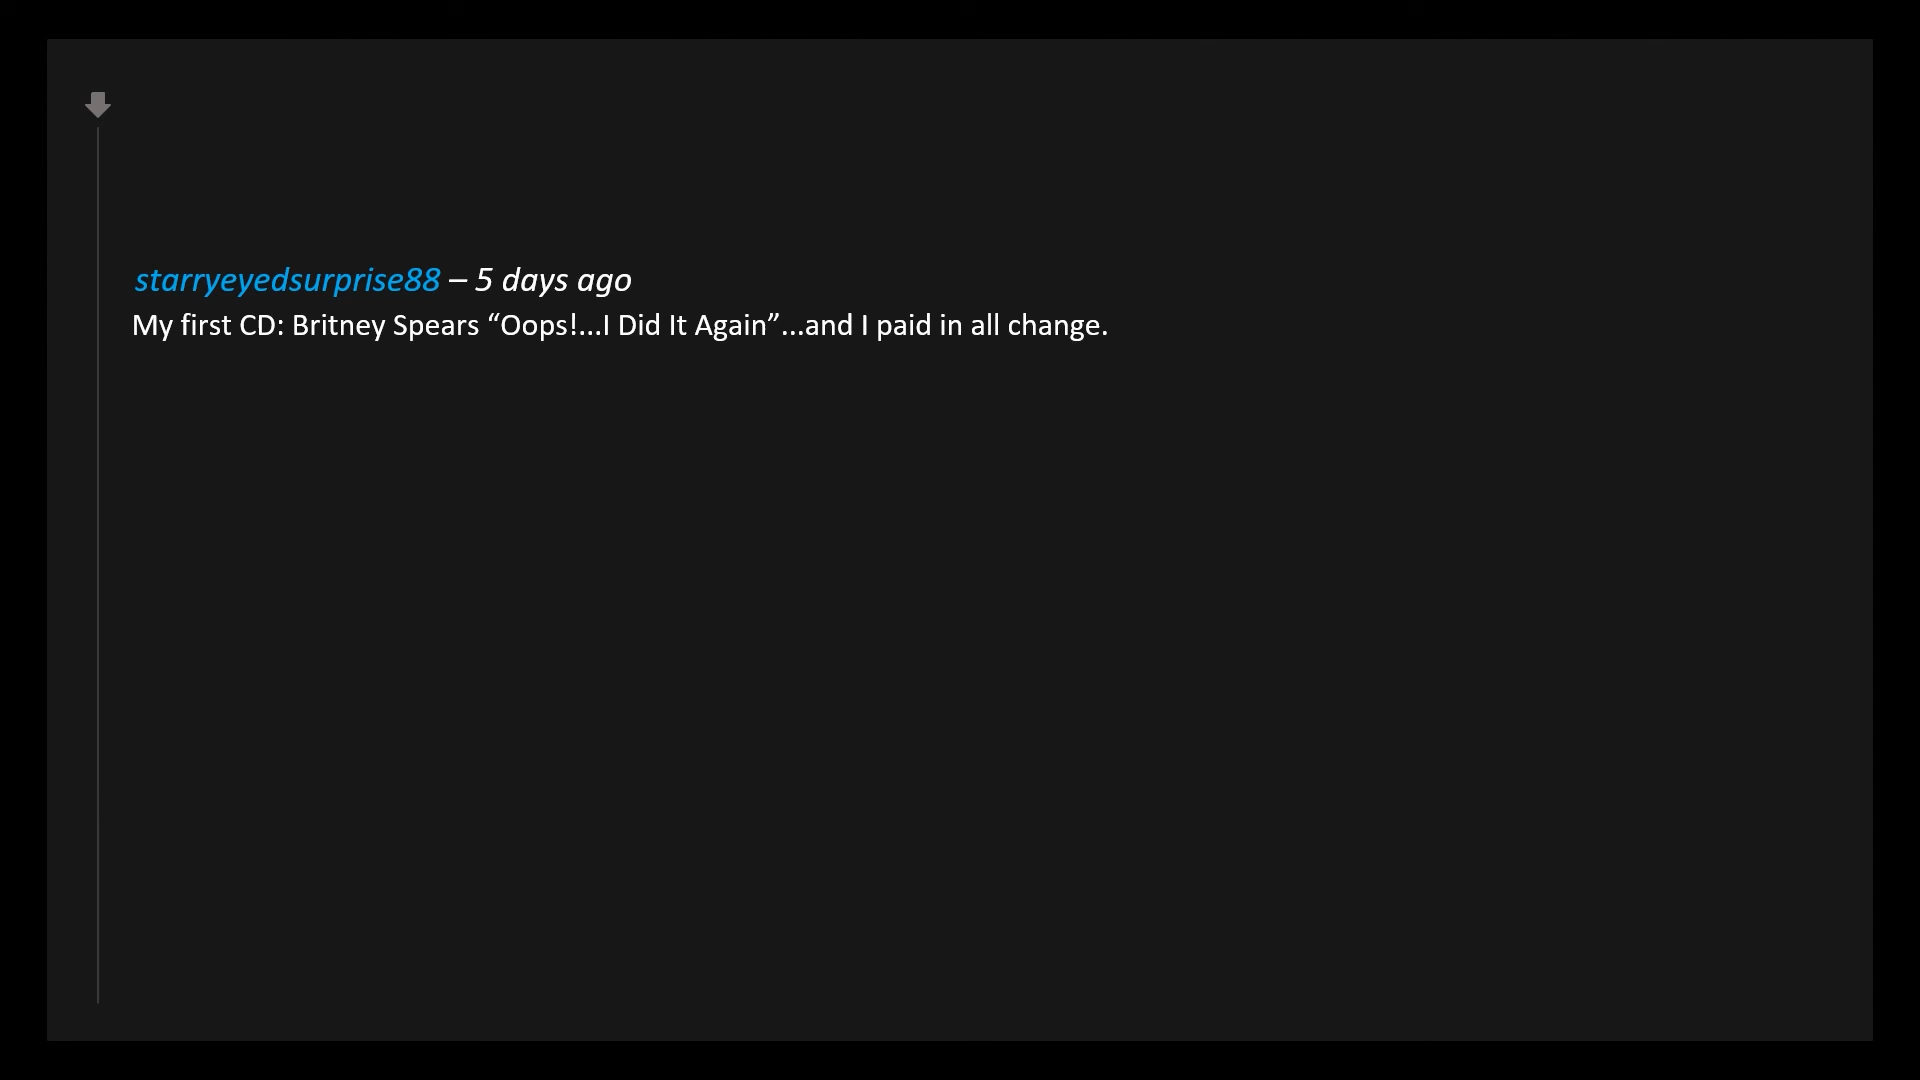 starryeyedsurprise88 – 5 days ago
My first CD: Britney Spears “Oops!...I Did It Again”...and I paid in all change.